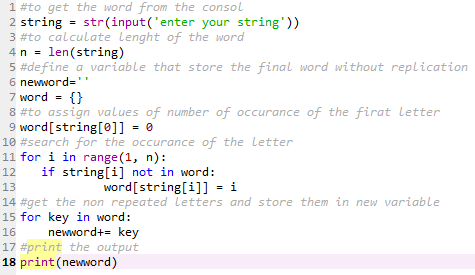 1 #to get the word from the consol
2 string = str(input('enter your string'))
3 #to calculate lenght of the word
4 n = len(string)
5 #define a variable that store the final word without replication
6 newword=''
7 word = {}
8 #to assign values of number of occurance of the firat letter
9 word[string[0]] = 0
10 #search for the occurance of the letter
11 for i in range(1, n):
12    if string[i] not in word:
13            word[string[i]] = i
14 #get the non repeated letters and store them in new variable
15 for key in word:
16     newword+= key
17 #print the output
18 print(newword)